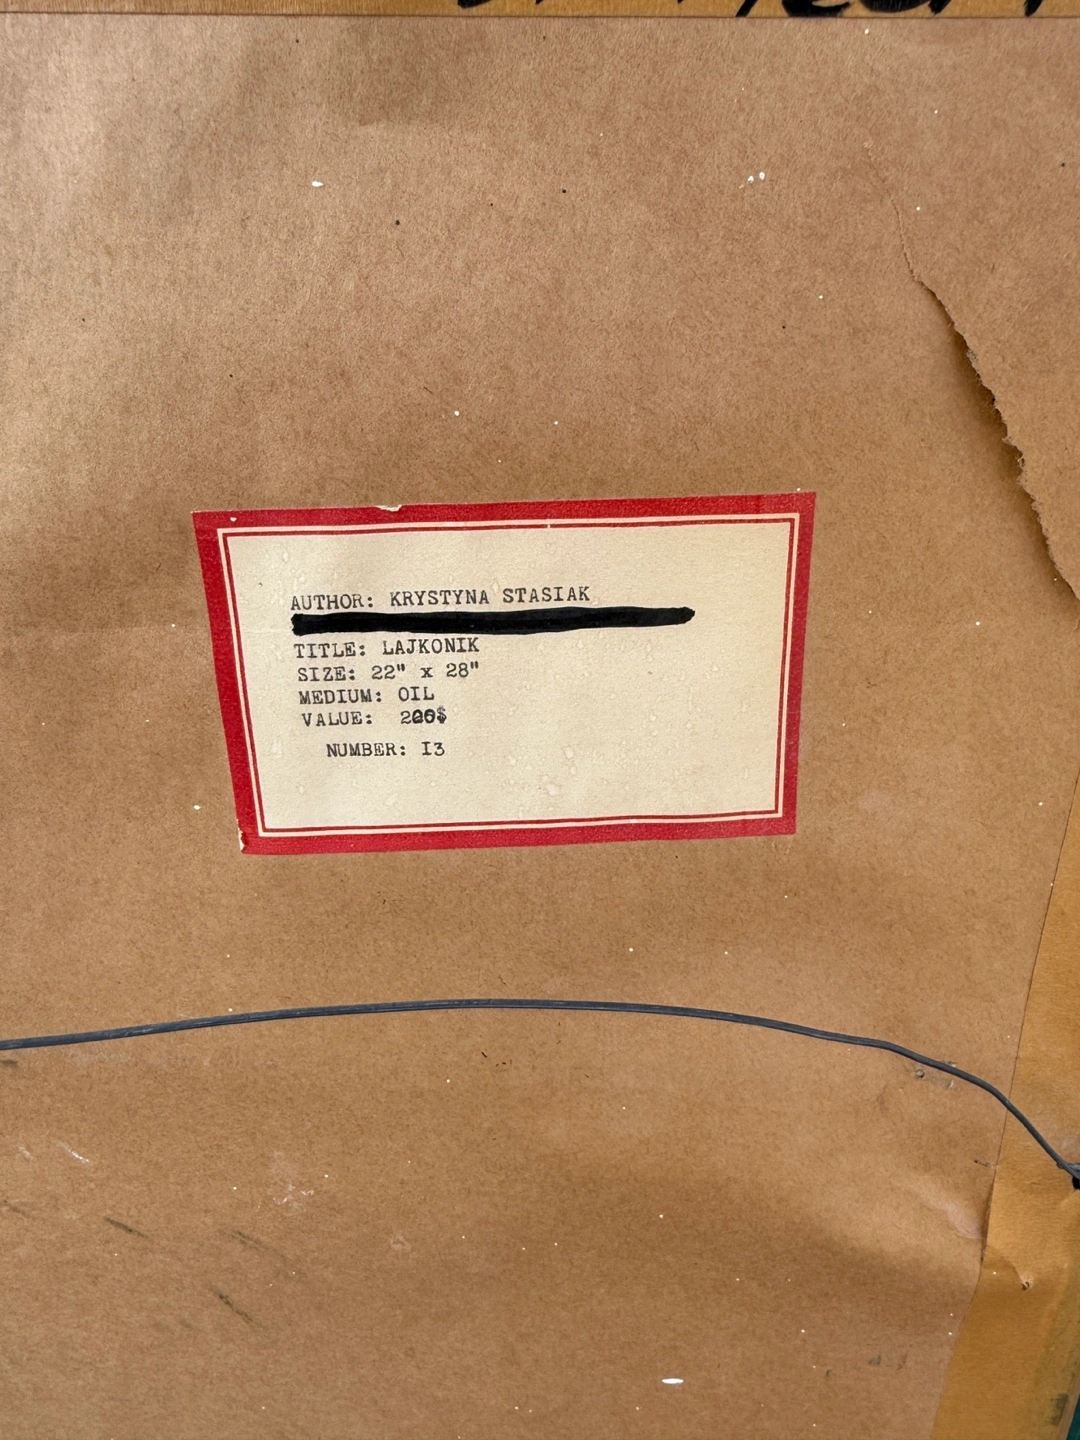 AUTHOR: KRYSTYNA STASIAK
TITLE: LAJKONIK
SIZE: 22" x 28"
MEDIUM: OIL
VALUE: 200$
NUMBER: I3